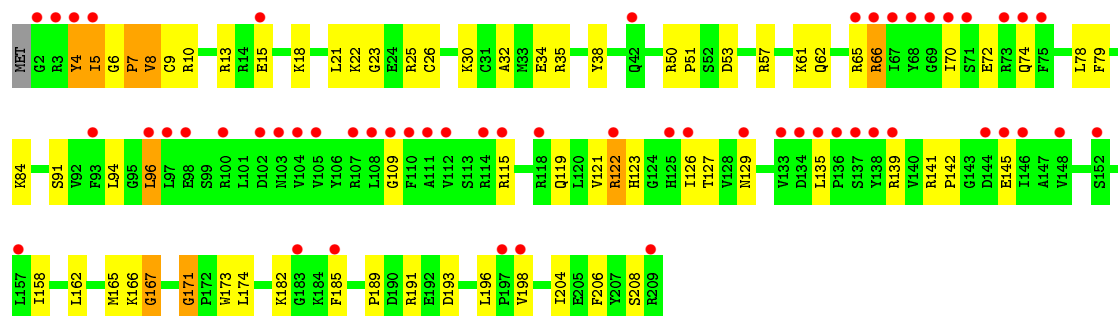 MET G2 R3 Y4 I5 G6 P7 V8 C9 R10 R13 R14 E15 K18 L21 K22 G23 E24 R25 C26 K30 C31 A32 M33 E34 R35 Y38 Q42 R50 P51 S52 D53 R57 K61 Q62 R65 R66 I67 Y68 G69 I70 S71 E72 R73 Q74 F75 L78 F79
K84 S91 V92 F93 L94 G95 L96 L97 E98 S99 R100 L101 D102 N103 V104 V105 Y106 R107 L108 G109 F110 A111 V112 S113 R114 R115 R118 Q119 L120 V121 R122 H123 G124 H125 I126 T127 V128 N129 V133 D134 L135 P136 S137 Y138 R139 V140 R141 P142 G143 D144 E145 I146 A147 V148 S152
L157 I158 L162 M165 K166 G167 G171 P172 W173 L174 K182 G183 K184 F185 P189 D190 R191 E192 D193 L196 P197 V198 I204 E205 F206 Y207 S208 R209